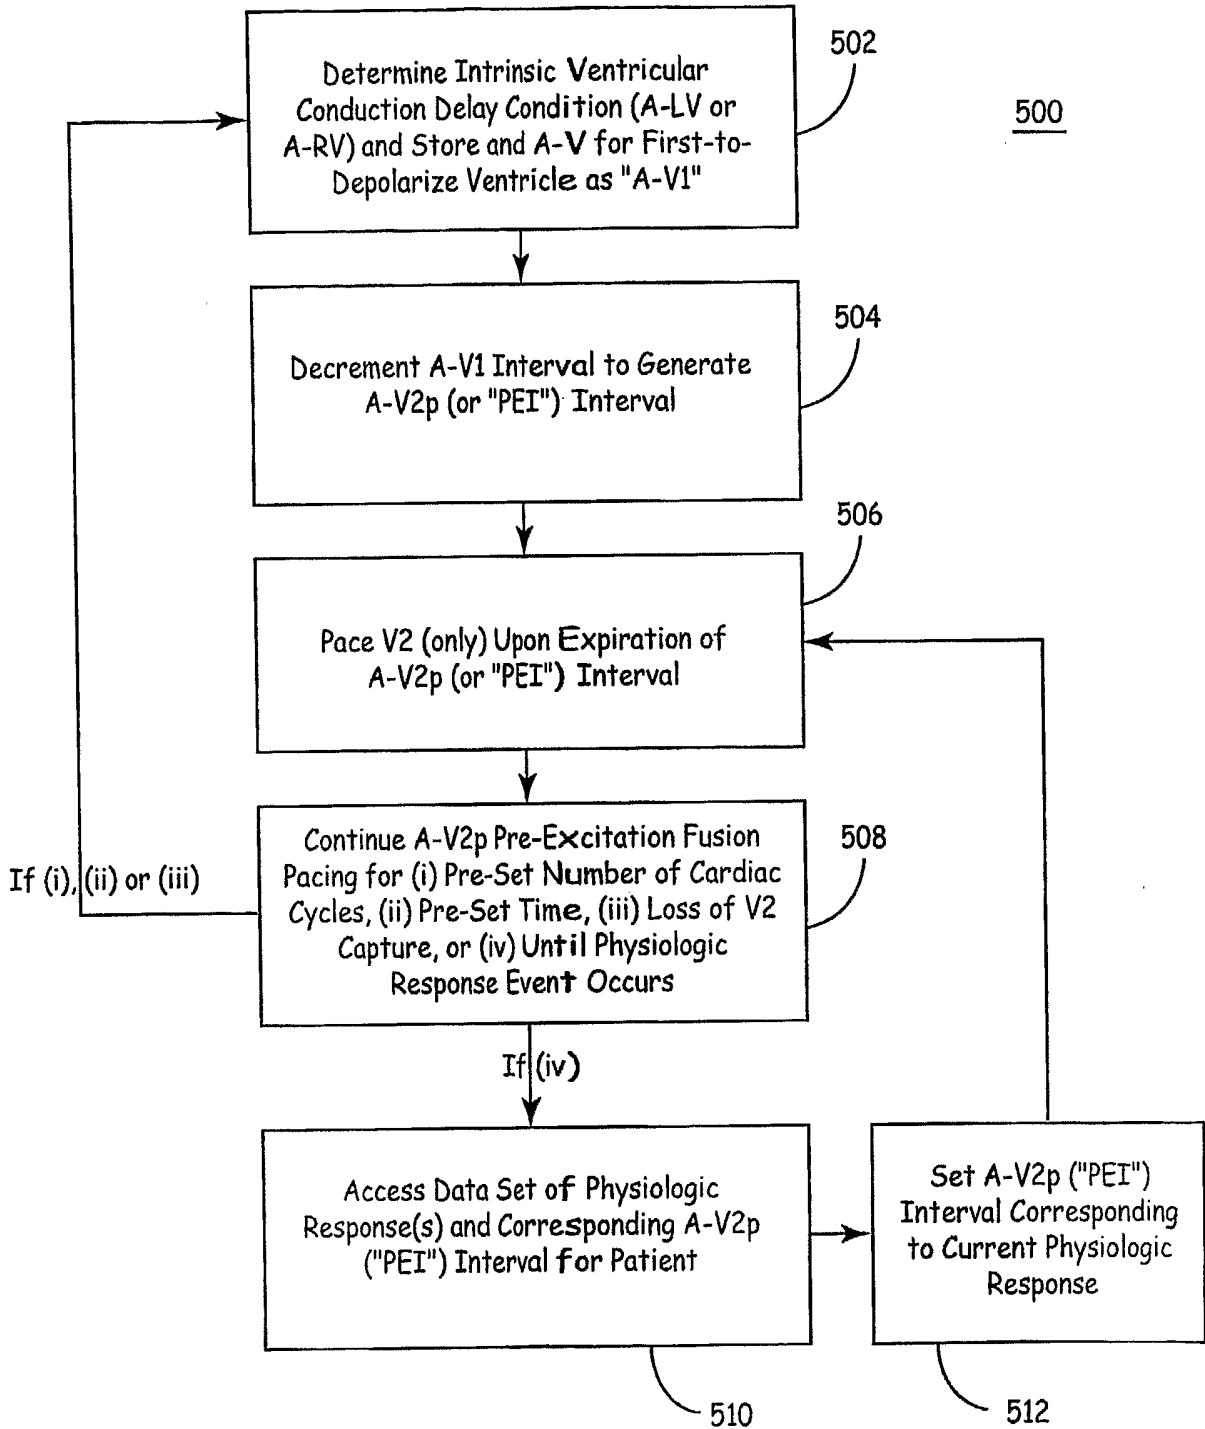 502
500
Determine Intrinsic Ventricular
Conduction Delay Condition (A-LV or
A-RV) and Store and A-V for First-to-
Depolarize Ventricle as "A-V1"
504
Decrement A-V1 Interval to Generate
A-V2p (or "PEI") Interval
506
Pace V2 (only) Upon Expiration of
A-V2p (or "PEI") Interval
508
Continue A-V2p Pre-Excitation Fusion
Pacing for (i) Pre-Set Number of Cardiac
Cycles, (ii) Pre-Set Time, (iii) Loss of V2
Capture, or (iv) Until Physiologic
Response Event Occurs
If (i), (ii) or (iii)
If (iv)
Access Data Set of Physiologic
Response(s) and Corresponding A-V2p
("PEI") Interval for Patient
510
Set A-V2p ("PEI")
Interval Corresponding
to Current Physiologic
Response
512